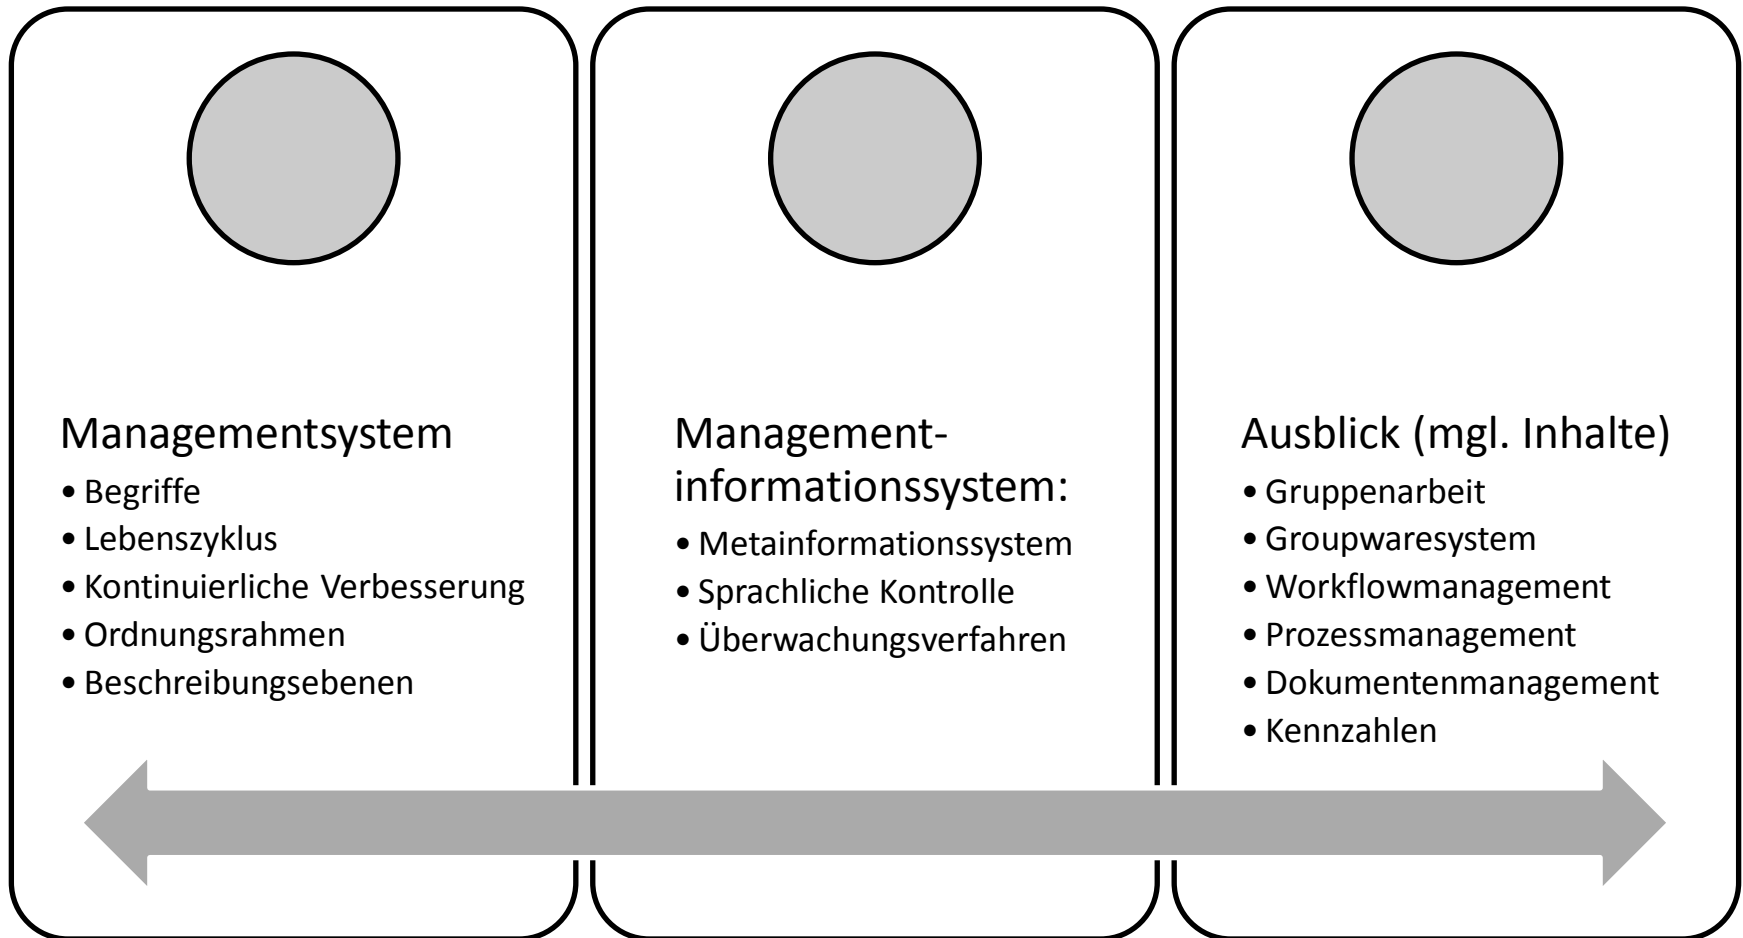 Managementsystem
• Begriffe
• Lebenszyklus
• Kontinuierliche Verbesserung
• Ordnungsrahmen
• Beschreibungsebenen
Management-
informationssystem:
• Metainformationssystem
• Sprachliche Kontrolle
• Überwachungsverfahren
Ausblick (mgl. Inhalte)
• Gruppenarbeit
• Groupwaresystem
• Workflowmanagement
• Prozessmanagement
• Dokumentenmanagement
• Kennzahlen